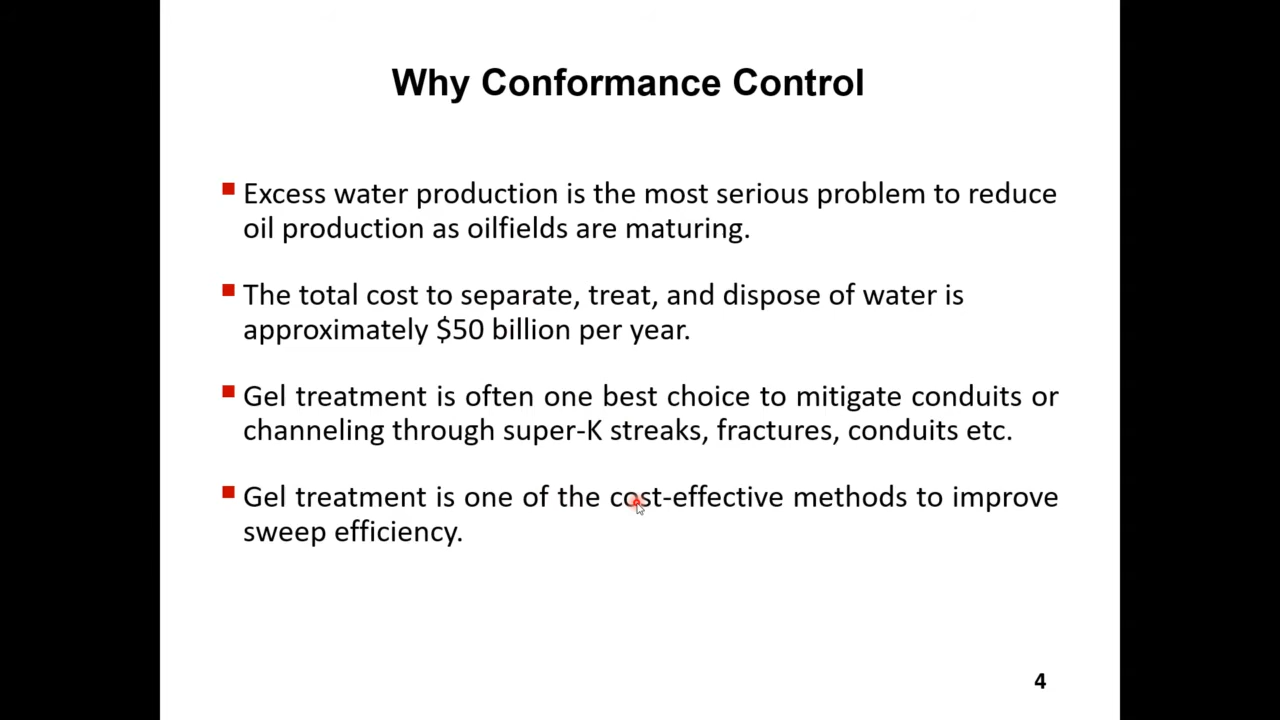 Why Conformance Control
Excess water production is the most serious problem to reduce
oil production as oilfields are maturing.
The total cost to separate, treat, and dispose of water is
approximately $50 billion per year.
Gel treatment is often one best choice to mitigate conduits or
channeling through super-K streaks, fractures, conduits etc.
Gel treatment is one of the cost-effective methods to improve
sweep efficiency.
4